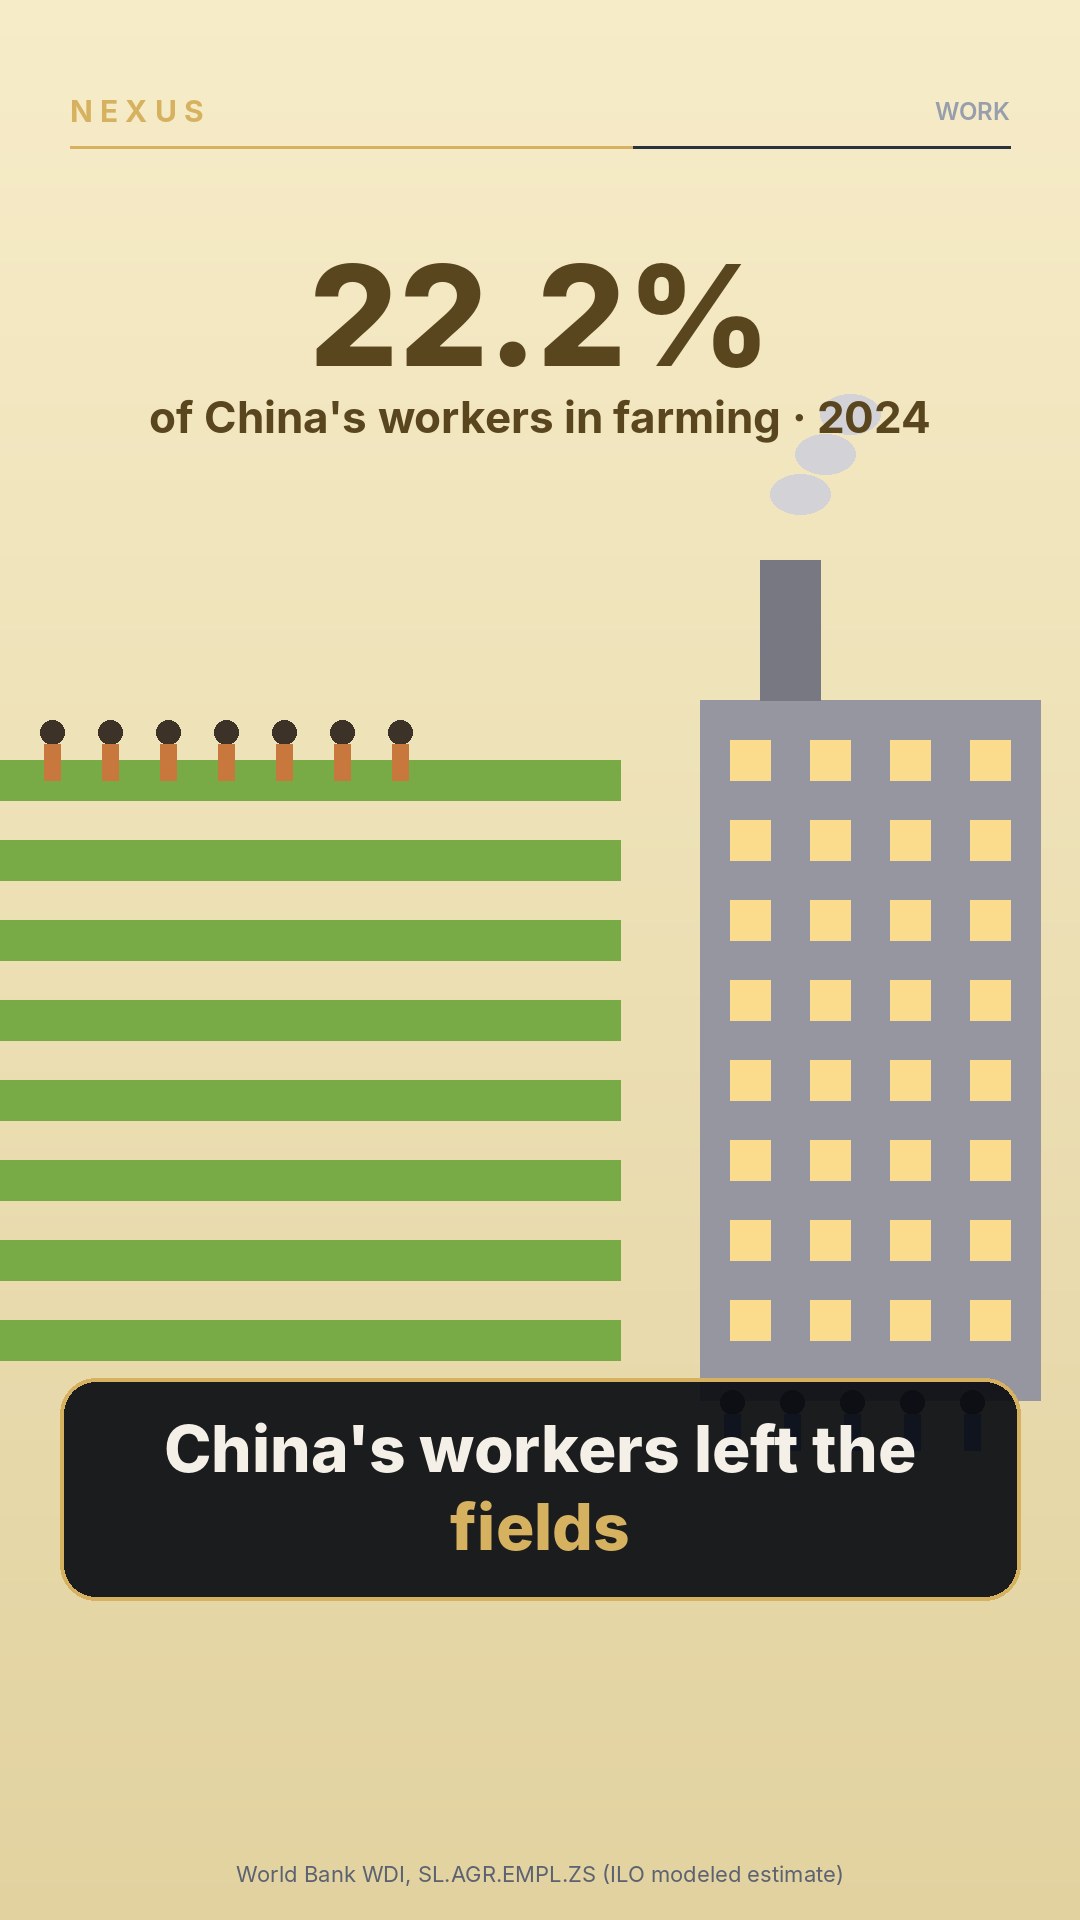 NEXUS
WORK
22.2%
of China's workers in farming · 2024
China's workers left the
fields
World Bank WDI, SL.AGR.EMPL.ZS (ILO modeled estimate)